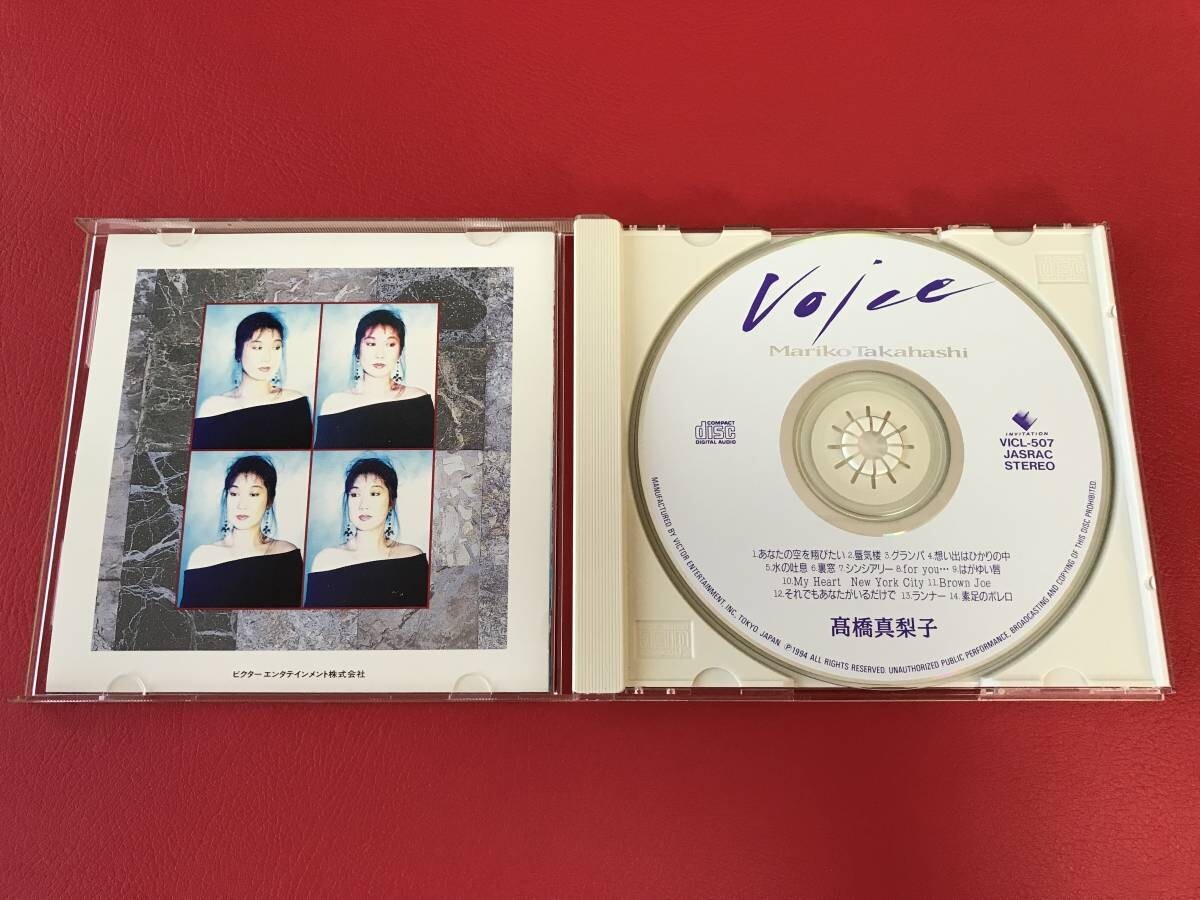 ビクターエンタテインメント株式会社
Voice
Mariko Takahashi
COMPACT
disc
DIGITAL AUDIO
INVITATION
VICL-507
JASRAC
STEREO
1.あなたの空を翔びたい 2.蜃気楼 3.グランパ 4.想い出はひかりの中
5.水の吐息 6.裏窓 7.シンシアリー 8.for you… 9.はがゆい唇
10.My Heart New York City 11.Brown Joe
12.それでもあなたがいるだけで 13.ランナー 14.素足のボレロ
髙橋真梨子
MANUFACTURED BY VICTOR ENTERTAINMENT, INC. TOKYO JAPAN Ⓟ1994 ALL RIGHTS RESERVED. UNAUTHORIZED PUBLIC PERFORMANCE, BROADCASTING AND COPYING OF THIS DISC PROHIBITED